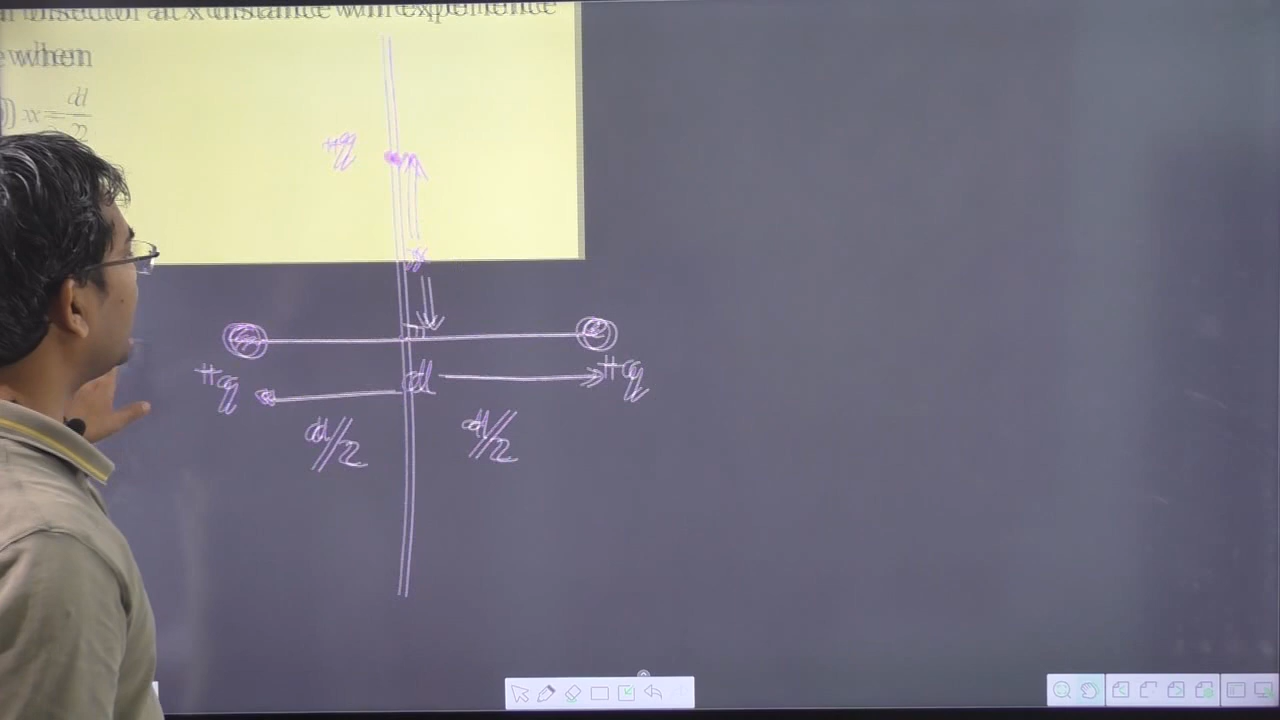 bisector at x distance will experience
when
x = d/2
+q
x
d
+q
+q
d/2
d/2